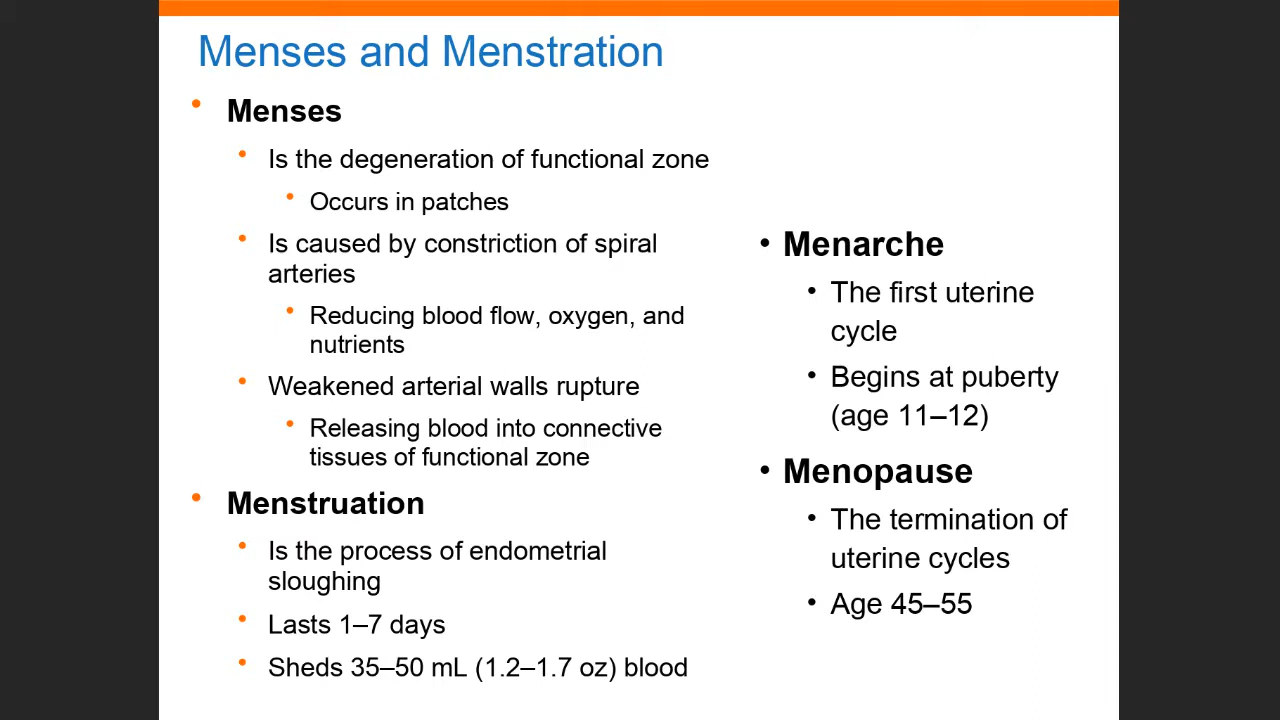 Menses and Menstration
• Menses
• Is the degeneration of functional zone
• Occurs in patches
• Is caused by constriction of spiral
arteries
• Reducing blood flow, oxygen, and
nutrients
• Weakened arterial walls rupture
• Releasing blood into connective
tissues of functional zone
• Menstruation
• Is the process of endometrial
sloughing
• Lasts 1–7 days
• Sheds 35–50 mL (1.2–1.7 oz) blood
• Menarche
• The first uterine
cycle
• Begins at puberty
(age 11–12)
• Menopause
• The termination of
uterine cycles
• Age 45–55